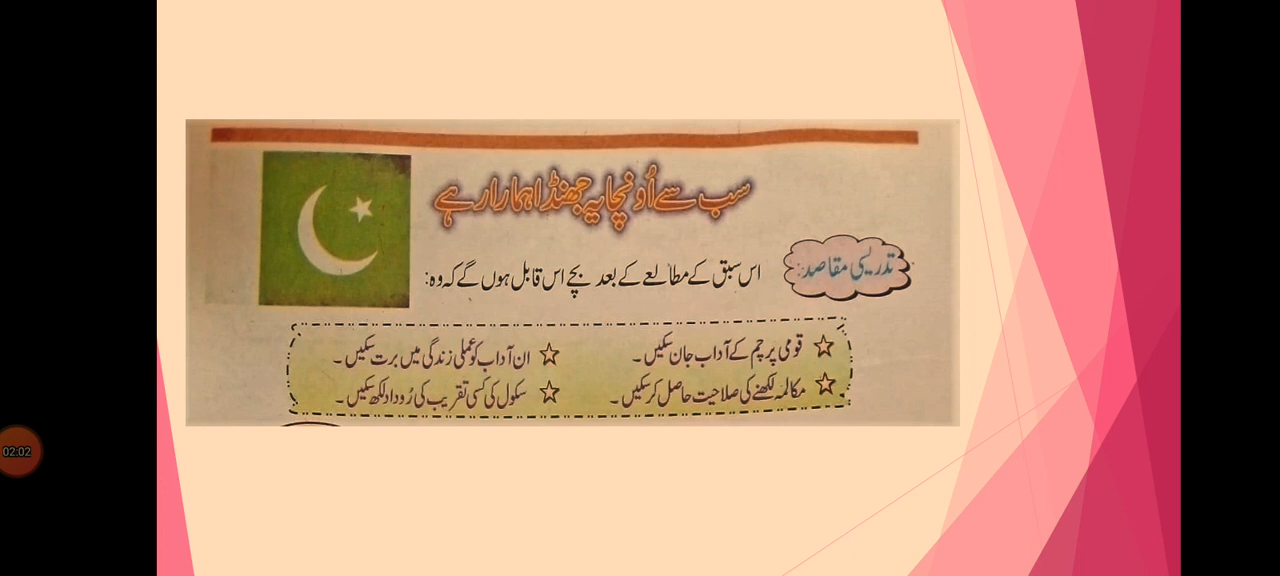 سب سے اُونچا یہ جھنڈا ہمارا رہے
تدریسی مقاصد:
اس سبق کے مطالعے کے بعد بچے اس قابل ہوں گے کہ وہ:
☆ قومی پرچم کے آداب جان سکیں۔ ☆ ان آداب کو عملی زندگی میں برت سکیں۔
☆ مکالمہ لکھنے کی صلاحیت حاصل کر سکیں۔ ☆ سکول کی کسی تقریب کی رُوداد لکھ سکیں۔
02:02